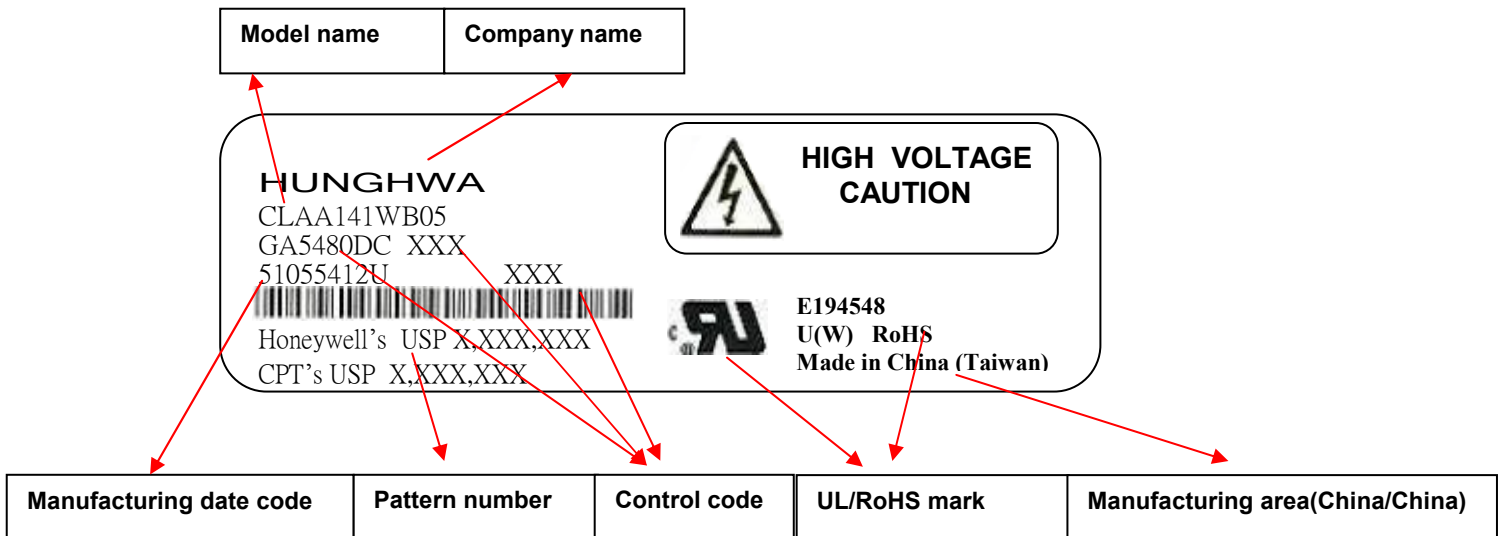 Model name Company name
HIGH VOLTAGE
CAUTION
HUNGHWA
CLAA141WB05
GA5480DC XXX
51055412U XXX
Honeywell's USP X,XXX,XXX
CPT's USP X,XXX,XXX
c RU ®
E194548
U(W) RoHS
Made in China (Taiwan)
Manufacturing date code Pattern number Control code UL/RoHS mark Manufacturing area(China/China)